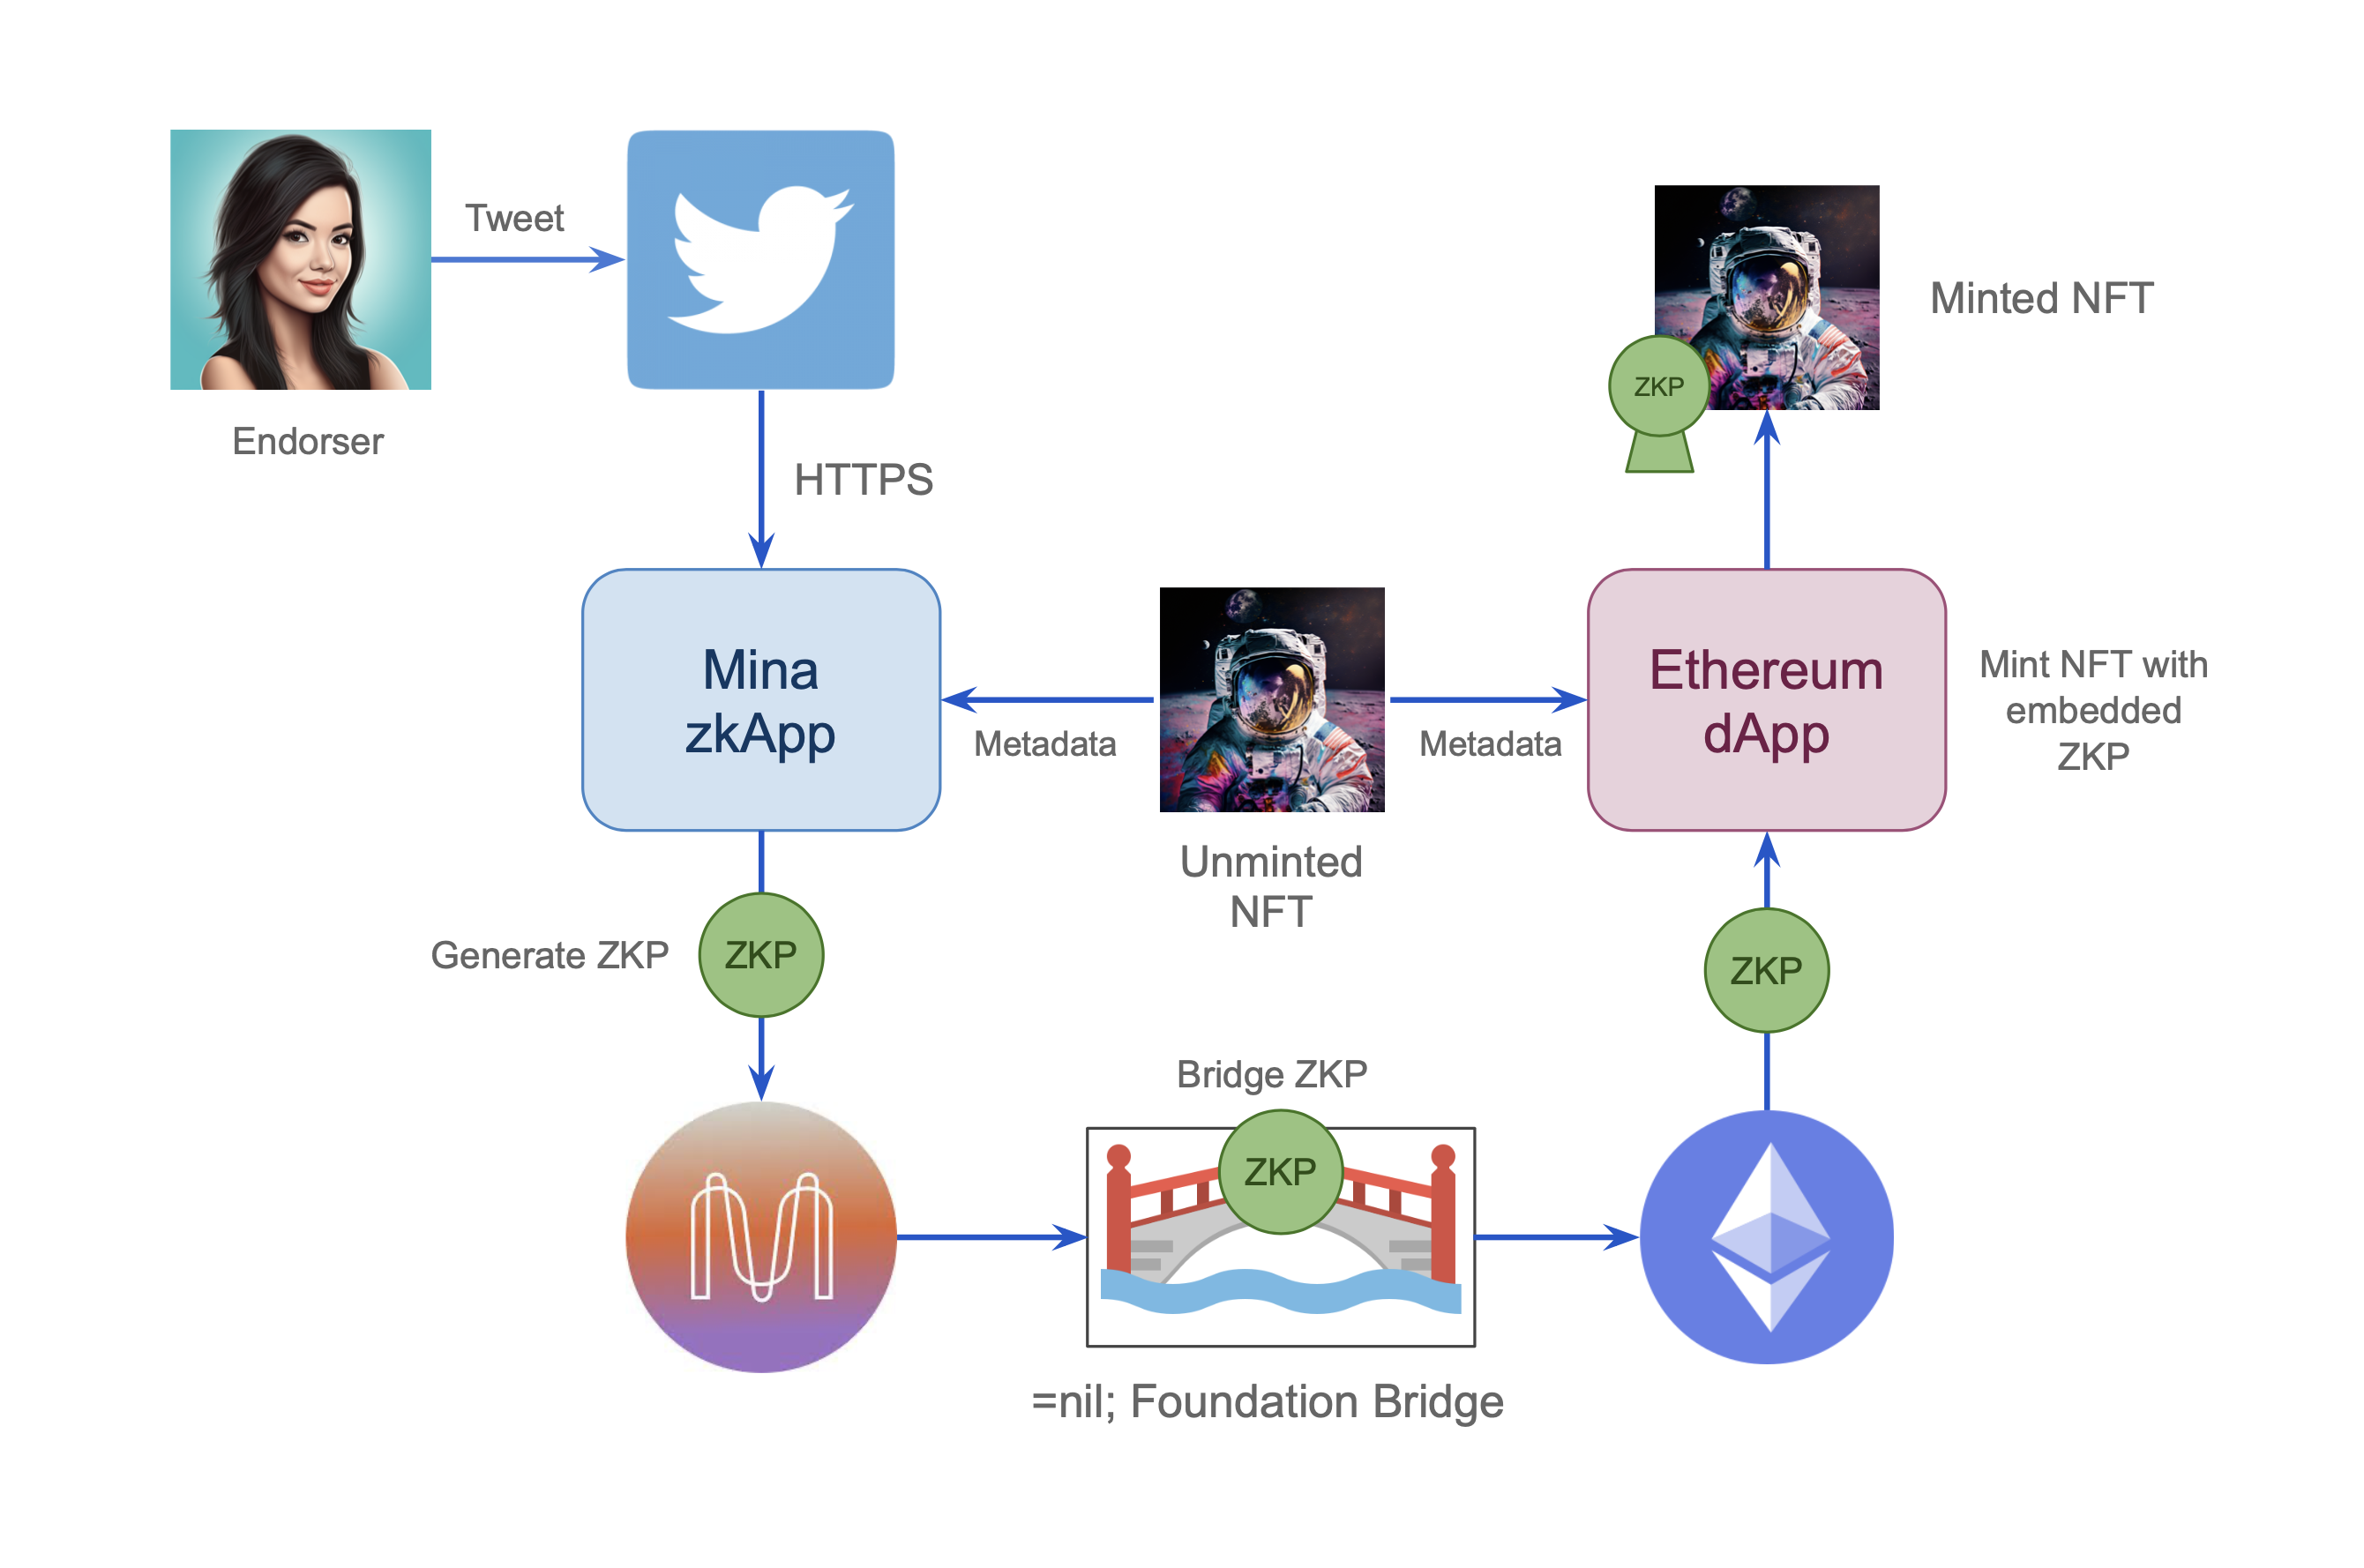 Tweet
Endorser
HTTPS
ZKP
Minted NFT
Mina
zkApp
Metadata
Unminted
NFT
Metadata
Ethereum
dApp
Mint NFT with
embedded
ZKP
Generate ZKP
ZKP
ZKP
Bridge ZKP
ZKP
=nil; Foundation Bridge